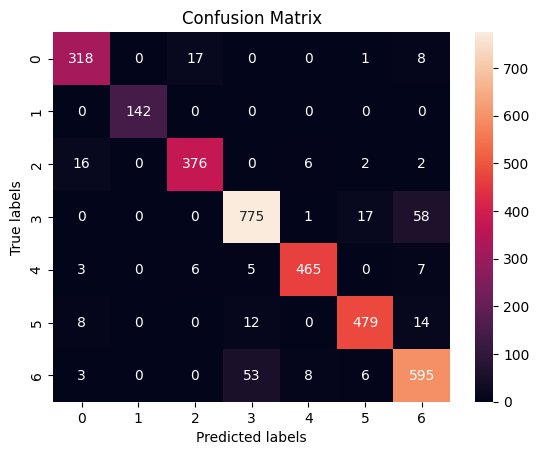 Confusion Matrix
True labels
0 318 0 17 0 0 1 8
1 0 142 0 0 0 0 0
2 16 0 376 0 6 2 2
3 0 0 0 775 1 17 58
4 3 0 6 5 465 0 7
5 8 0 0 12 0 479 14
6 3 0 0 53 8 6 595
0 1 2 3 4 5 6
Predicted labels
700
600
500
400
300
200
100
0